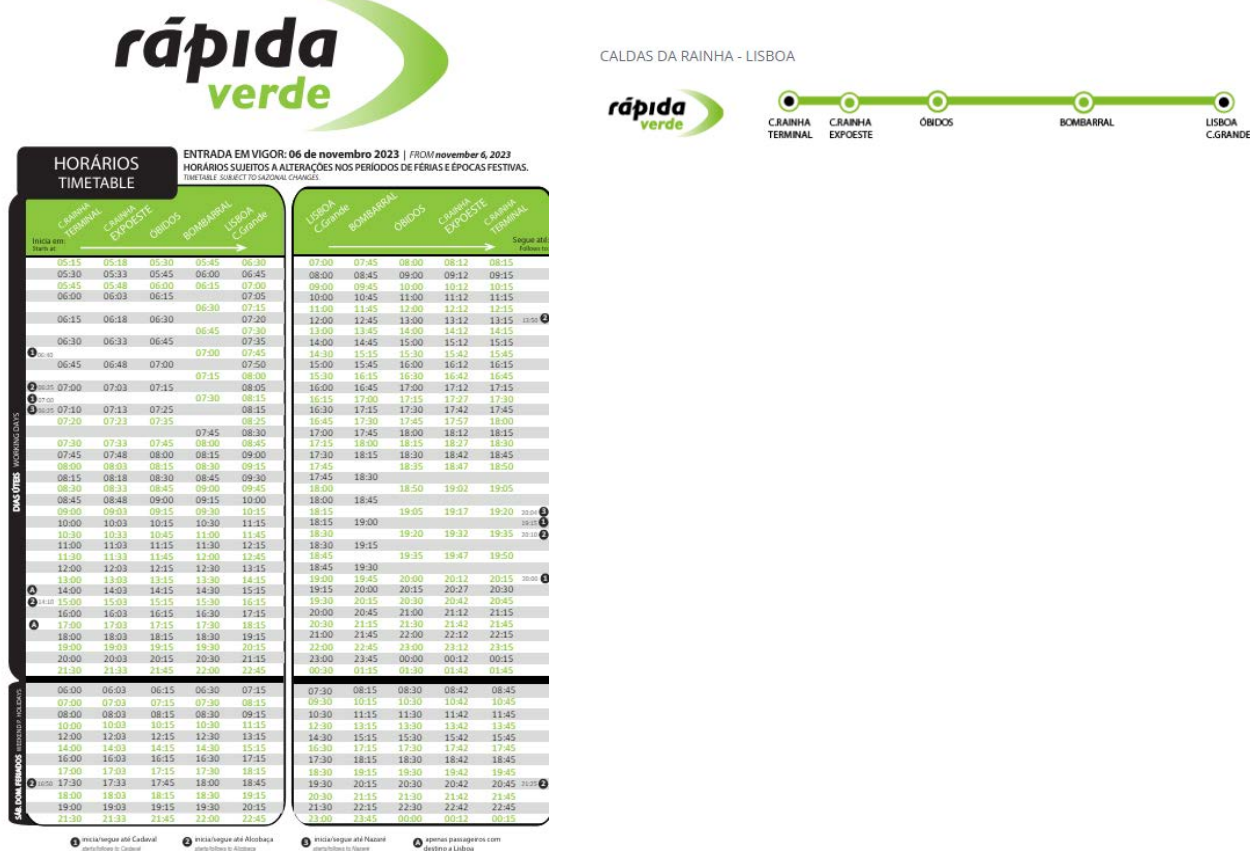 rápida
verde
CALDAS DA RAINHA - LISBOA
rápida
verde
C.RAINHA TERMINAL
C.RAINHA EXPOESTE
ÓBIDOS
BOMBARRAL
LISBOA C.GRANDE
HORÁRIOS
TIMETABLE
ENTRADA EM VIGOR: 06 de novembro 2023 | FROM november 6, 2023
HORÁRIOS SUJEITOS A ALTERAÇÕES NOS PERÍODOS DE FÉRIAS E ÉPOCAS FESTIVAS.
TIMETABLE SUBJECT TO SAZONAL CHANGES.
Inicia em:
Starts at
C.RAINHA TERMINAL C.RAINHA EXPOESTE ÓBIDOS BOMBARRAL LISBOA C.Grande
DIAS ÚTEIS WORKING DAYS
05:15 05:18 05:30 05:45 06:30
05:30 05:33 05:45 06:00 06:45
05:45 05:48 06:00 06:15 07:00
06:00 06:03 06:15 07:05
06:30 07:15
06:15 06:18 06:30 07:20
06:45 07:30
06:30 06:33 06:45 07:35
1 07:00 07:45
06:45 06:48 07:00 07:50
07:15 08:00
2 07:00 07:03 07:15 08:05
1 07:00 07:30 08:15
3 07:10 07:13 07:25 08:15
07:20 07:23 07:35 08:25
07:45 08:30
07:30 07:33 07:45 08:00 08:45
07:45 07:48 08:00 08:15 09:00
08:00 08:03 08:15 08:30 09:15
08:15 08:18 08:30 08:45 09:30
08:30 08:33 08:45 09:00 09:45
08:45 08:48 09:00 09:15 10:00
09:00 09:03 09:15 09:30 10:15
10:00 10:03 10:15 10:30 11:15
10:30 10:33 10:45 11:00 11:45
11:00 11:03 11:15 11:30 12:15
11:30 11:33 11:45 12:00 12:45
12:00 12:03 12:15 12:30 13:15
13:00 13:03 13:15 13:30 14:15
A 14:00 14:03 14:15 14:30 15:15
2 15:00 15:03 15:15 15:30 16:15
16:00 16:03 16:15 16:30 17:15
A 17:00 17:03 17:15 17:30 18:15
18:00 18:03 18:15 18:30 19:15
19:00 19:03 19:15 19:30 20:15
20:00 20:03 20:15 20:30 21:15
21:30 21:33 21:45 22:00 22:45
SÁB. DOM. FERIADOS WEEKEND P. HOLIDAYS
06:00 06:03 06:15 06:30 07:15
07:00 07:03 07:15 07:30 08:15
08:00 08:03 08:15 08:30 09:15
10:00 10:03 10:15 10:30 11:15
12:00 12:03 12:15 12:30 13:15
14:00 14:03 14:15 14:30 15:15
16:00 16:03 16:15 16:30 17:15
17:00 17:03 17:15 17:30 18:15
2 16:50 17:30 17:33 17:45 18:00 18:45
18:00 18:03 18:15 18:30 19:15
19:00 19:03 19:15 19:30 20:15
21:30 21:33 21:45 22:00 22:45
LISBOA C.Grande BOMBARRAL ÓBIDOS C.RAINHA EXPOESTE C.RAINHA TERMINAL
Segue até:
Follows to
07:00 07:45 08:00 08:12 08:15
08:00 08:45 09:00 09:12 09:15
09:00 09:45 10:00 10:12 10:15
10:00 10:45 11:00 11:12 11:15
11:00 11:45 12:00 12:12 12:15
12:00 12:45 13:00 13:12 13:15 13:50 2
13:00 13:45 14:00 14:12 14:15
14:00 14:45 15:00 15:12 15:15
14:30 15:15 15:30 15:42 15:45
15:00 15:45 16:00 16:12 16:15
15:30 16:15 16:30 16:42 16:45
16:00 16:45 17:00 17:12 17:15
16:15 17:00 17:15 17:27 17:30
16:30 17:15 17:30 17:42 17:45
16:45 17:30 17:45 17:57 18:00
17:00 17:45 18:00 18:12 18:15
17:15 18:00 18:15 18:27 18:30
17:30 18:15 18:30 18:42 18:45
17:45 18:35 18:47 18:50
17:45 18:30
18:00 18:50 19:02 19:05
18:00 18:45
18:15 19:05 19:17 19:20 20:04 3
18:15 19:00 19:15 1
18:30 19:20 19:32 19:35 20:10 2
18:30 19:15
18:45 19:35 19:47 19:50
18:45 19:30
19:00 19:45 20:00 20:12 20:15 20:00 1
19:15 20:00 20:15 20:27 20:30
19:30 20:15 20:30 20:42 20:45
20:00 20:45 21:00 21:12 21:15
20:30 21:15 21:30 21:42 21:45
21:00 21:45 22:00 22:12 22:15
22:00 22:45 23:00 23:12 23:15
23:00 23:45 00:00 00:12 00:15
00:30 01:15 01:30 01:42 01:45
07:30 08:15 08:30 08:42 08:45
09:30 10:15 10:30 10:42 10:45
10:30 11:15 11:30 11:42 11:45
12:30 13:15 13:30 13:42 13:45
14:30 15:15 15:30 15:42 15:45
16:30 17:15 17:30 17:42 17:45
17:30 18:15 18:30 18:42 18:45
18:30 19:15 19:30 19:42 19:45
19:30 20:15 20:30 20:42 20:45 21:25 2
20:30 21:15 21:30 21:42 21:45
21:30 22:15 22:30 22:42 22:45
23:00 23:45 00:00 00:12 00:15
1 inicia/segue até Cadaval
starts/follows to Cadaval
2 inicia/segue até Alcobaça
starts/follows to Alcobaça
3 inicia/segue até Nazaré
starts/follows to Nazaré
A apenas passageiros com
destino a Lisboa